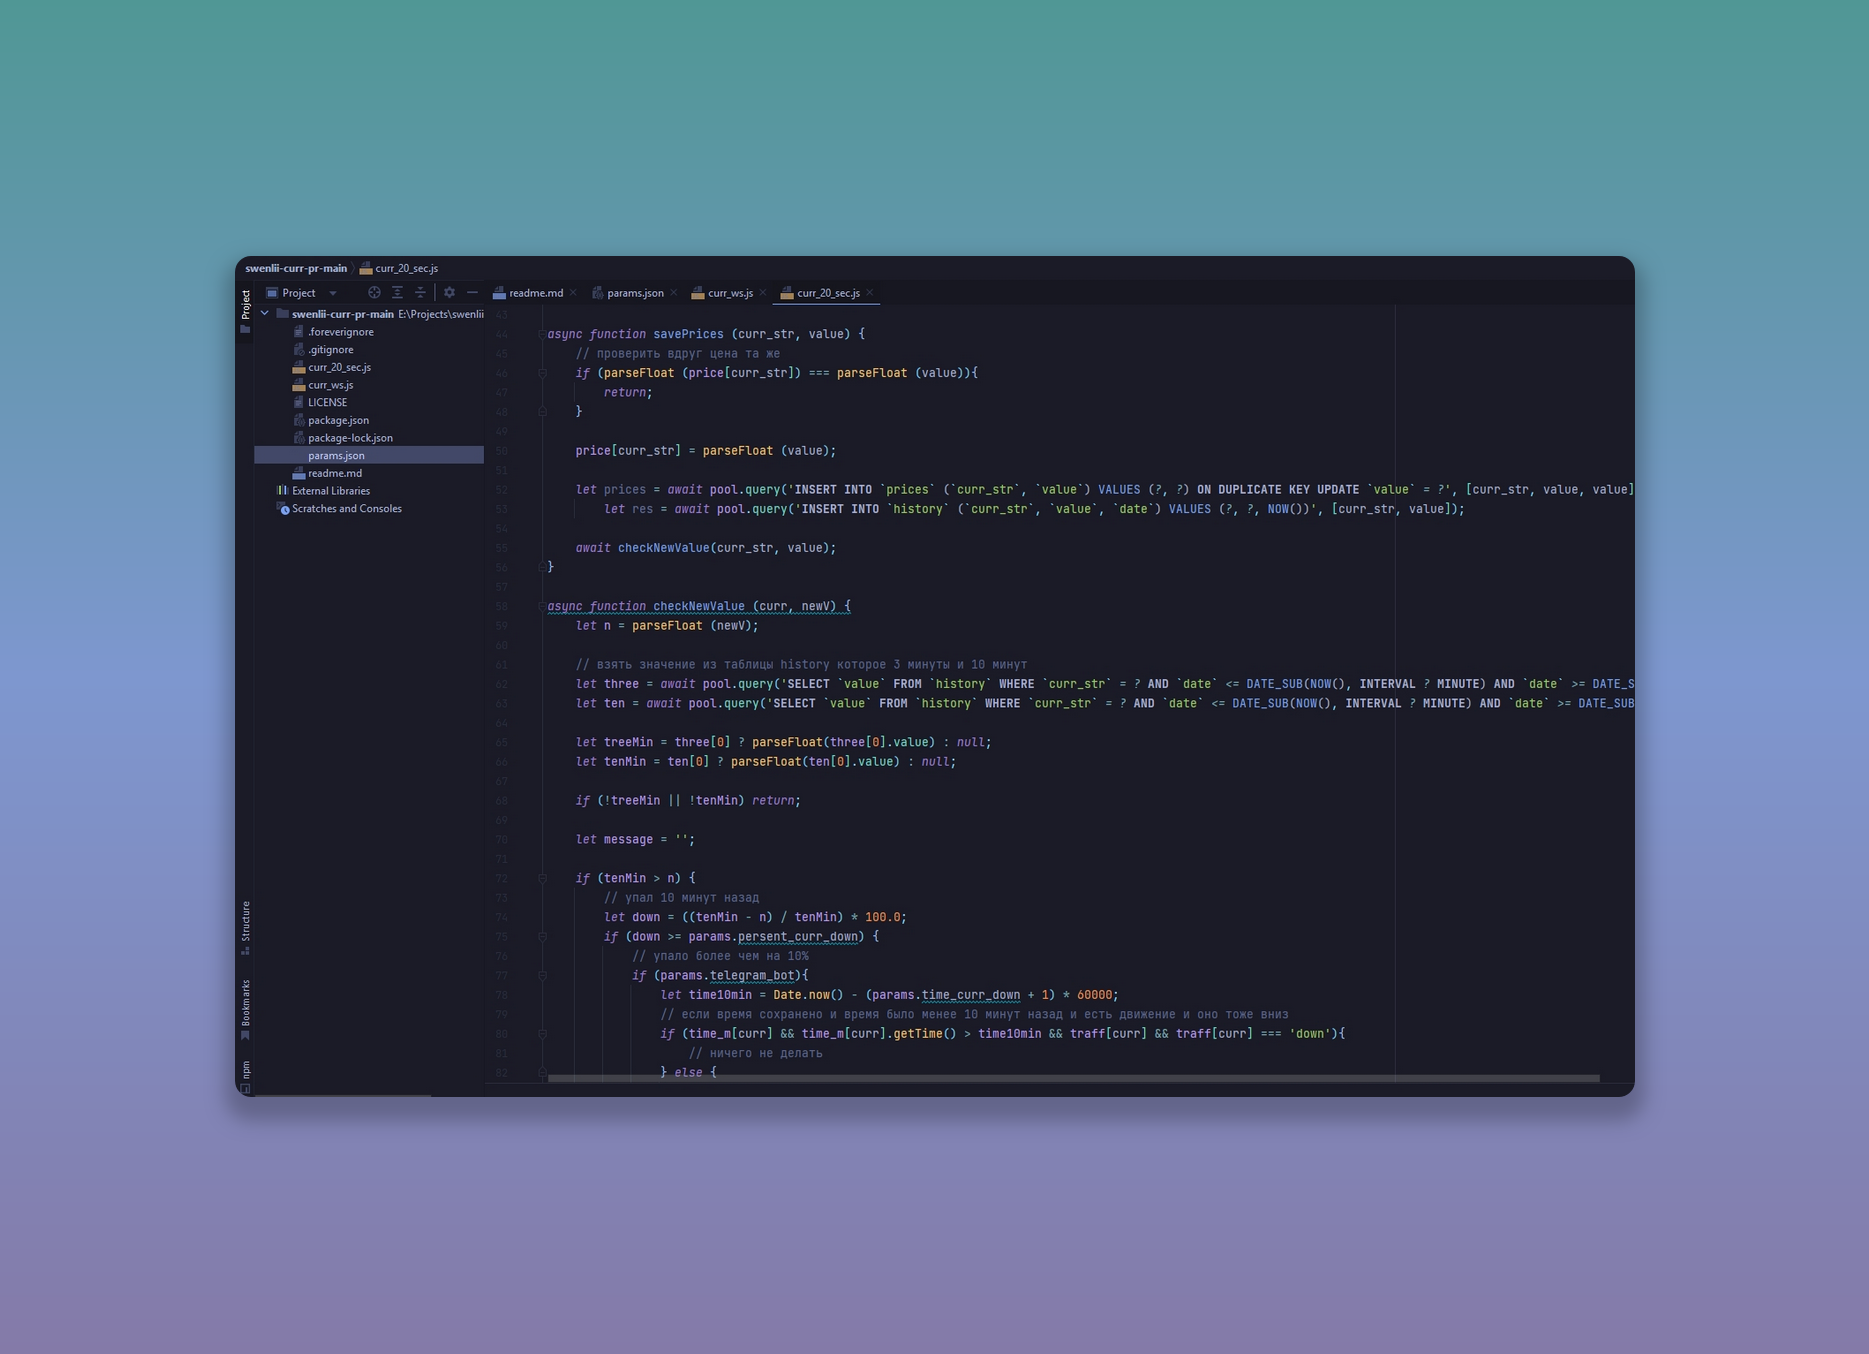 swenlii-curr-pr-main curr_20_sec.js
Project
Project
readme.md params.json curr_ws.js curr_20_sec.js
swenlii-curr-pr-main E:\Projects\swenlii
.foreverignore
.gitignore
curr_20_sec.js
curr_ws.js
LICENSE
package.json
package-lock.json
params.json
readme.md
External Libraries
Scratches and Consoles
Structure
Bookmarks
npm
43
44 async function savePrices (curr_str, value) {
45 // проверить вдруг цена та же
46 if (parseFloat (price[curr_str]) === parseFloat (value)){
47 return;
48 }
49
50 price[curr_str] = parseFloat (value);
51
52 let prices = await pool.query('INSERT INTO `prices` (`curr_str`, `value`) VALUES (?, ?) ON DUPLICATE KEY UPDATE `value` = ?', [curr_str, value, value]
53 let res = await pool.query('INSERT INTO `history` (`curr_str`, `value`, `date`) VALUES (?, ?, NOW())', [curr_str, value]);
54
55 await checkNewValue(curr_str, value);
56 }
57
58 async function checkNewValue (curr, newV) {
59 let n = parseFloat (newV);
60
61 // взять значение из таблицы history которое 3 минуты и 10 минут
62 let three = await pool.query('SELECT `value` FROM `history` WHERE `curr_str` = ? AND `date` <= DATE_SUB(NOW(), INTERVAL ? MINUTE) AND `date` >= DATE_S
63 let ten = await pool.query('SELECT `value` FROM `history` WHERE `curr_str` = ? AND `date` <= DATE_SUB(NOW(), INTERVAL ? MINUTE) AND `date` >= DATE_SUB
64
65 let treeMin = three[0] ? parseFloat(three[0].value) : null;
66 let tenMin = ten[0] ? parseFloat(ten[0].value) : null;
67
68 if (!treeMin || !tenMin) return;
69
70 let message = '';
71
72 if (tenMin > n) {
73 // упал 10 минут назад
74 let down = ((tenMin - n) / tenMin) * 100.0;
75 if (down >= params.persent_curr_down) {
76 // упало более чем на 10%
77 if (params.telegram_bot){
78 let time10min = Date.now() - (params.time_curr_down + 1) * 60000;
79 // если время сохранено и время было менее 10 минут назад и есть движение и оно тоже вниз
80 if (time_m[curr] && time_m[curr].getTime() > time10min && traff[curr] && traff[curr] === 'down'){
81 // ничего не делать
82 } else {